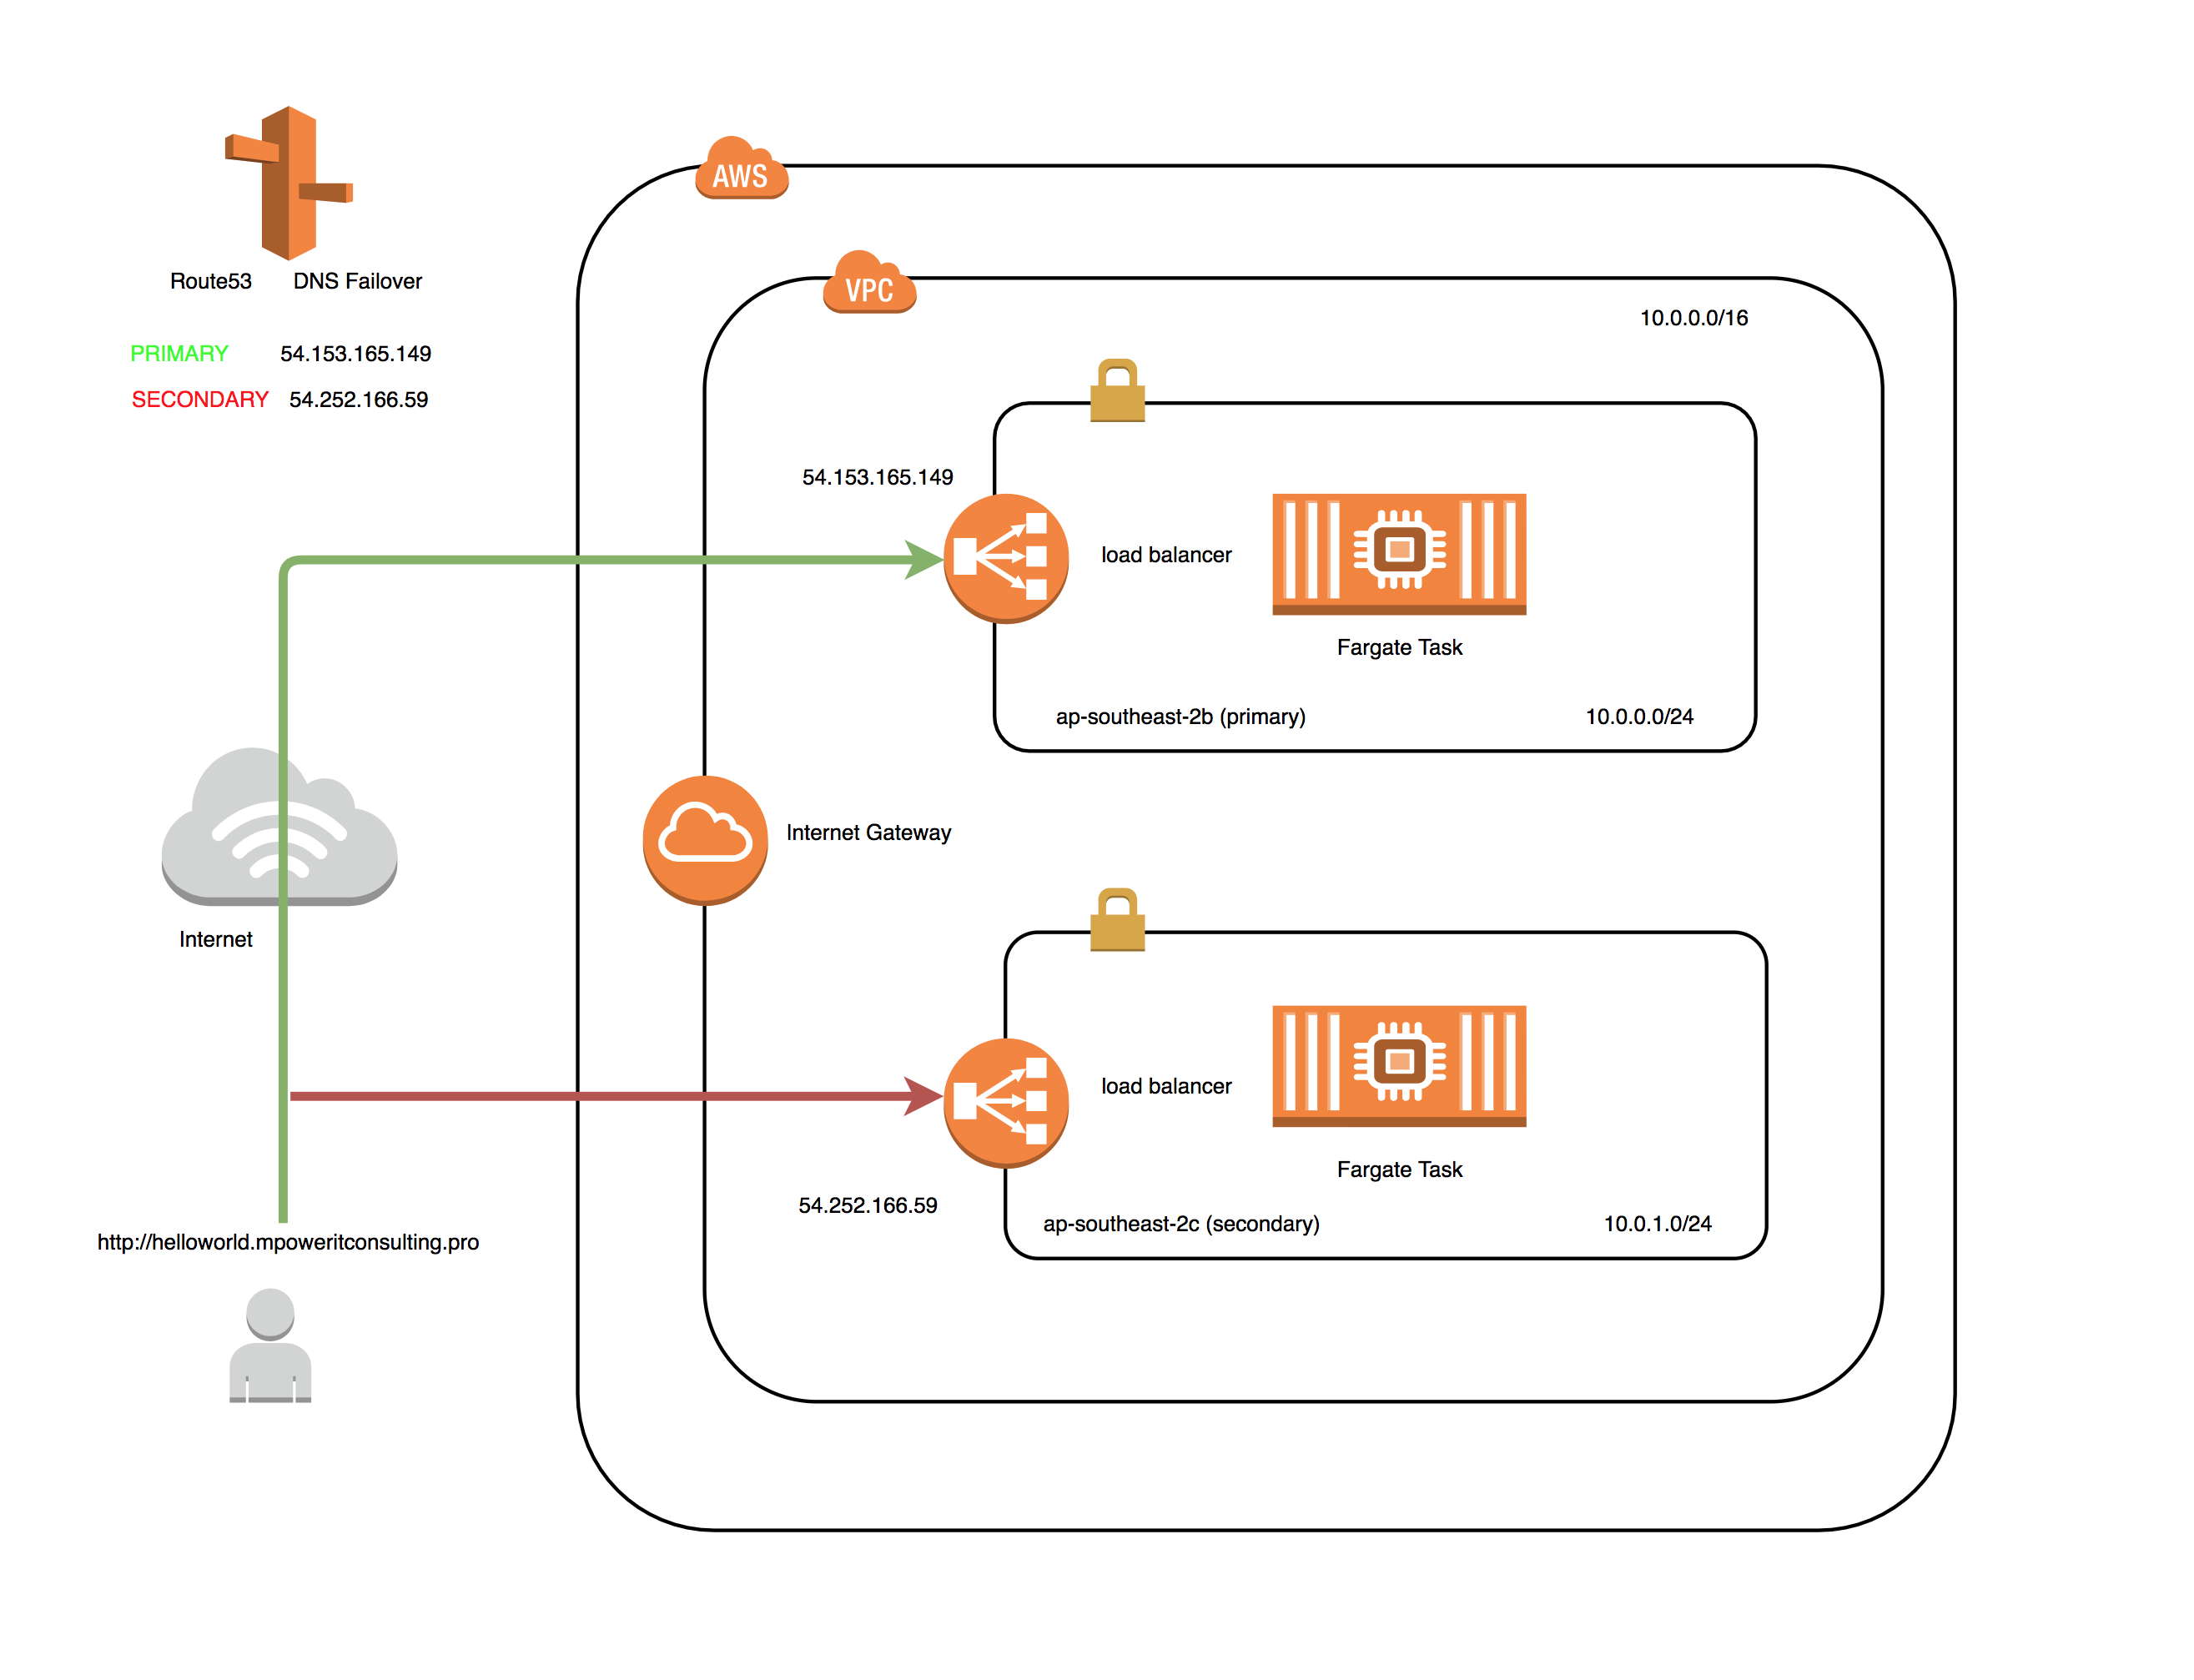 AWS
VPC
Route53 DNS Failover
10.0.0.0/16
PRIMARY 54.153.165.149
SECONDARY 54.252.166.59
54.153.165.149
load balancer
Fargate Task
ap-southeast-2b (primary) 10.0.0.0/24
Internet Gateway
Internet
load balancer
Fargate Task
54.252.166.59
ap-southeast-2c (secondary) 10.0.1.0/24
http://helloworld.mpoweritconsulting.pro